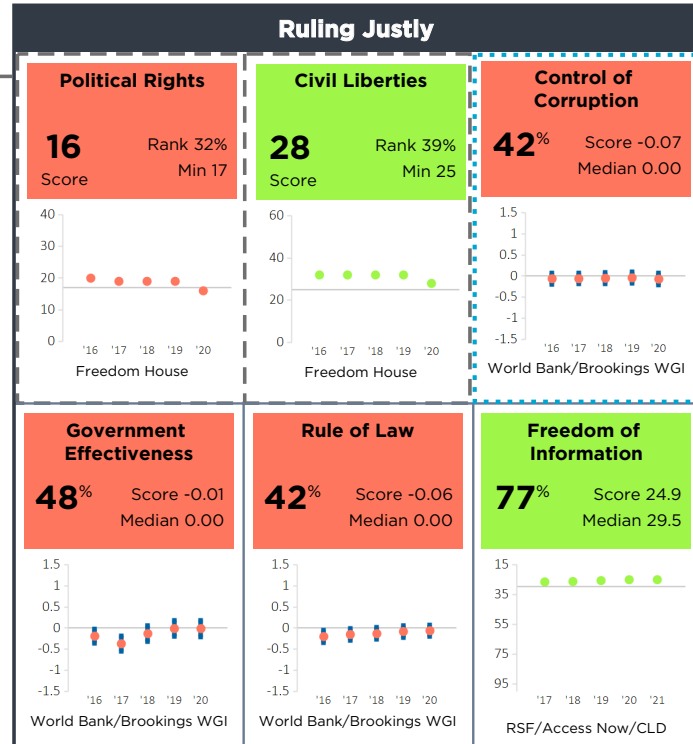 Ruling Justly
Political Rights
16
Score
Rank 32%
Min 17
40
30
20
10
0
'16 '17 '18 '19 '20
Freedom House
Civil Liberties
28
Score
Rank 39%
Min 25
60
40
20
0
'16 '17 '18 '19 '20
Freedom House
Control of
Corruption
42%
Score -0.07
Median 0.00
1.5
1
0.5
0
-0.5
-1
-1.5
'16 '17 '18 '19 '20
World Bank/Brookings WGI
Government
Effectiveness
48%
Score -0.01
Median 0.00
1.5
1
0.5
0
-0.5
-1
-1.5
'16 '17 '18 '19 '20
World Bank/Brookings WGI
Rule of Law
42%
Score -0.06
Median 0.00
1.5
1
0.5
0
-0.5
-1
-1.5
'16 '17 '18 '19 '20
World Bank/Brookings WGI
Freedom of
Information
77%
Score 24.9
Median 29.5
15
35
55
75
95
'17 '18 '19 '20 '21
RSF/Access Now/CLD